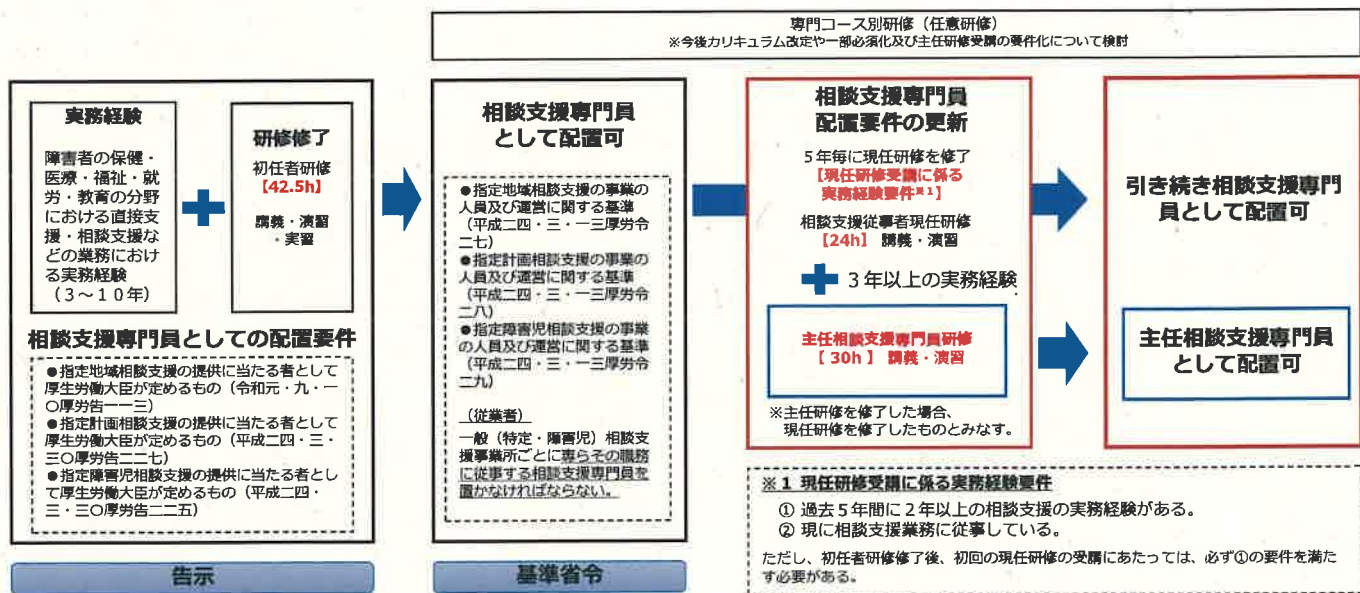 専門コース別研修（任意研修）
※今後カリキュラム改定や一部必須化及び主任研修受講の要件化について検討
実務経験
障害者の保健・
医療・福祉・就
労・教育の分野
における直接支
援・相談支援な
どの業務におけ
る実務経験
（３～１０年）
研修修了
初任者研修
【42.5h】
講義・演習
・実習
相談支援専門員としての配置要件
●指定地域相談支援の提供に当たる者として
厚生労働大臣が定めるもの（令和元・九・一
〇厚労告一一三）
●指定計画相談支援の提供に当たる者として
厚生労働大臣が定めるもの（平成二四・三・
三〇厚労告二二七）
●指定障害児相談支援の提供に当たる者とし
て厚生労働大臣が定めるもの（平成二四・
三・三〇厚労告二二五）
告示
相談支援専門員
として配置可
●指定地域相談支援の事業の
人員及び運営に関する基準
（平成二四・三・一三厚労令
二七）
●指定計画相談支援の事業の
人員及び運営に関する基準
（平成二四・三・一三厚労令
二八）
●指定障害児相談支援の事業
の人員及び運営に関する基準
（平成二四・三・一三厚労令
二九）
（従業者）
一般（特定・障害児）相談支
援事業所ごとに専らその職務
に従事する相談支援専門員を
置かなければならない。
基準省令
相談支援専門員
配置要件の更新
５年毎に現任研修を修了
【現任研修受講に係る
実務経験要件※１】
相談支援従事者現任研修
【24h】 講義・演習
３年以上の実務経験
主任相談支援専門員研修
【 30h 】 講義・演習
※主任研修を修了した場合、
現任研修を修了したものとみなす。
引き続き相談支援専門
員として配置可
主任相談支援専門員
として配置可
※１ 現任研修受講に係る実務経験要件
① 過去５年間に２年以上の相談支援の実務経験がある。
② 現に相談支援業務に従事している。
ただし、初任者研修修了後、初回の現任研修の受講にあたっては、必ず①の要件を満た
す必要がある。